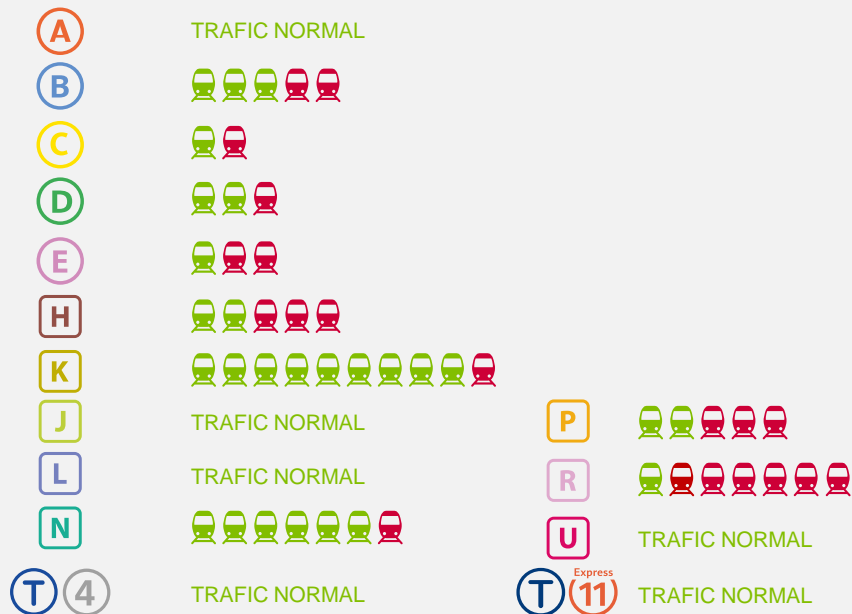 A TRAFIC NORMAL
B
C
D
E
H
K
J TRAFIC NORMAL
P
L TRAFIC NORMAL
R
N
U TRAFIC NORMAL
T 4 TRAFIC NORMAL
T Express 11 TRAFIC NORMAL